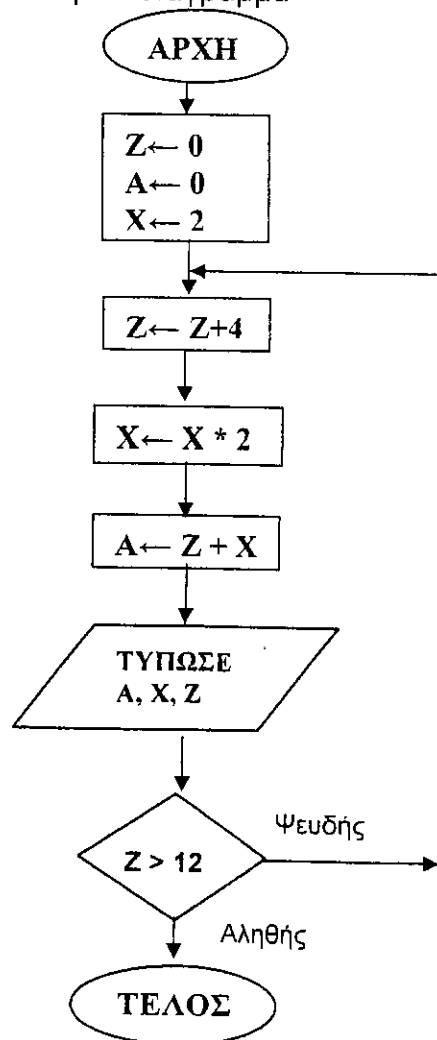 ΑΡΧΗ
Z← 0
A← 0
X← 2
Z← Z+4
X← X * 2
A← Z + X
ΤΥΠΩΣΕ
A, X, Z
Z > 12
Ψευδής
Αληθής
ΤΕΛΟΣ